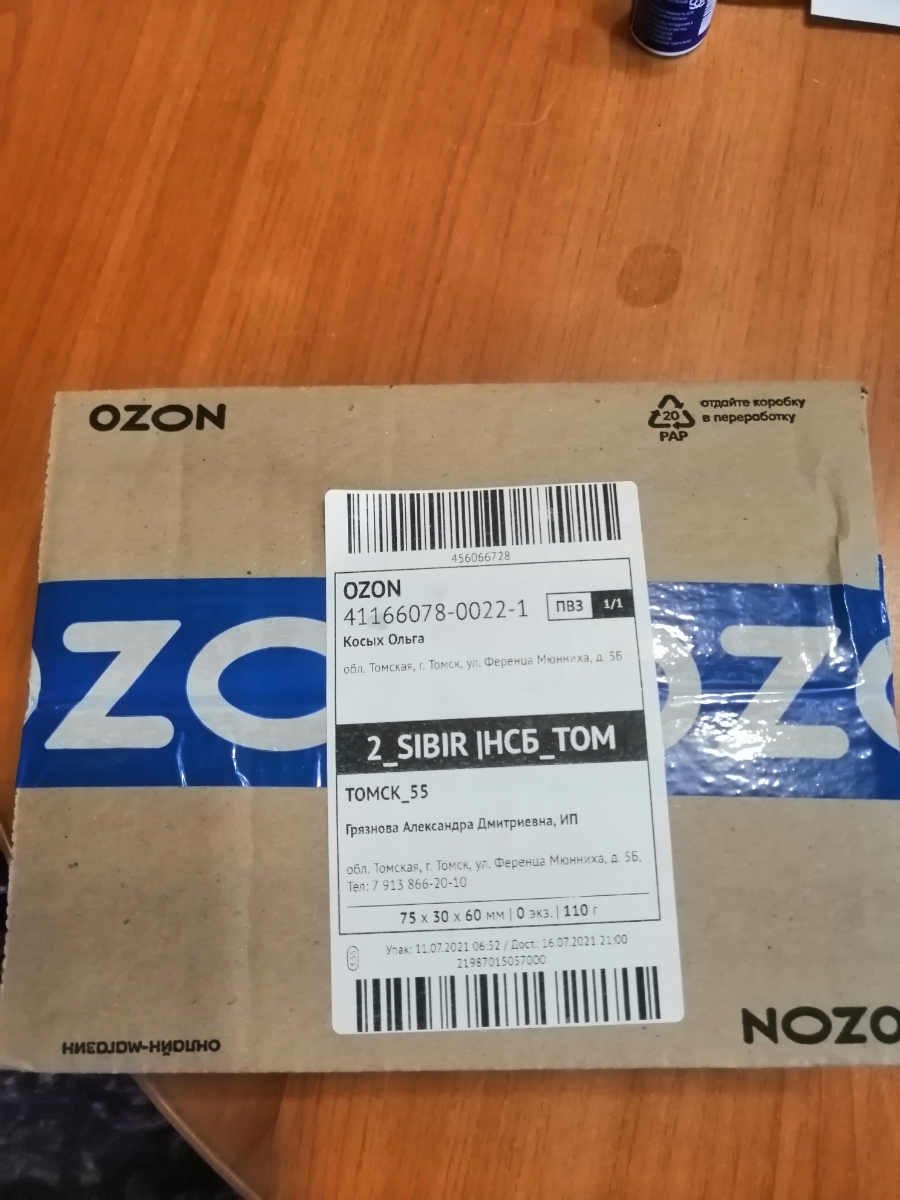 OZON
20
PAP
отдайте коробку
в переработку
456066728
OZON
41166078-0022-1
ПВЗ 1/1
Косых Ольга
обл. Томская, г. Томск, ул. Ференца Мюнниха, д. 5Б
ZO
OZO
2_SIBIR |НСБ_ТОМ
ТОМСК_55
Грязнова Александра Дмитриевна, ИП
обл. Томская, г. Томск, ул. Ференца Мюнниха, д. 5Б,
Тел: 7 913 866-20-10
75 x 30 x 60 мм | 0 экз. | 110 г
Упак: 11.07.2021 06:52 / Дост: 16.07.2021 21:00
21987015057000
NOZO
онлайн-магазин